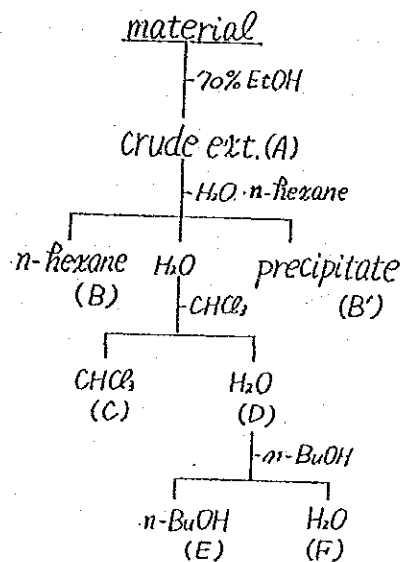 material
70% EtOH
crude ext.(A)
H₂O・n-hexane
n-hexane H₂O precipitate
(B) (B')
CHCl₃
CHCl₃ H₂O
(C) (D)
n-BuOH
n-BuOH H₂O
(E) (F)